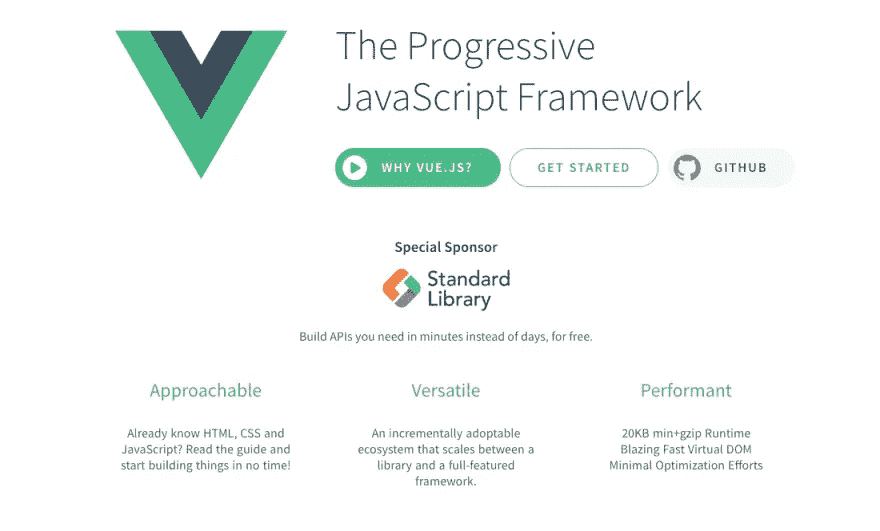 The Progressive
JavaScript Framework
WHY VUE.JS?
GET STARTED
GITHUB
Special Sponsor
Standard
Library
Build APIs you need in minutes instead of days, for free.
Approachable
Already know HTML, CSS and
JavaScript? Read the guide and
start building things in no time!
Versatile
An incrementally adoptable
ecosystem that scales between a
library and a full-featured
framework.
Performant
20KB min+gzip Runtime
Blazing Fast Virtual DOM
Minimal Optimization Efforts